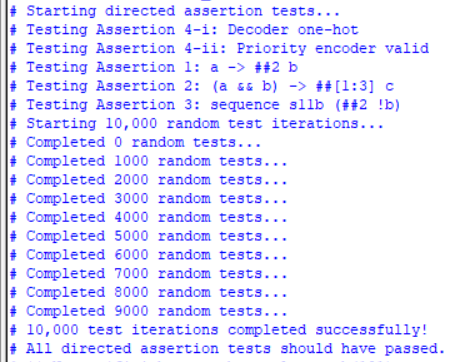 # Starting directed assertion tests...
# Testing Assertion 4-i: Decoder one-hot
# Testing Assertion 4-ii: Priority encoder valid
# Testing Assertion 1: a -> ##2 b
# Testing Assertion 2: (a && b) -> ##[1:3] c
# Testing Assertion 3: sequence s11b (##2 !b)
# Starting 10,000 random test iterations...
# Completed 0 random tests...
# Completed 1000 random tests...
# Completed 2000 random tests...
# Completed 3000 random tests...
# Completed 4000 random tests...
# Completed 5000 random tests...
# Completed 6000 random tests...
# Completed 7000 random tests...
# Completed 8000 random tests...
# Completed 9000 random tests...
# 10,000 test iterations completed successfully!
# All directed assertion tests should have passed.